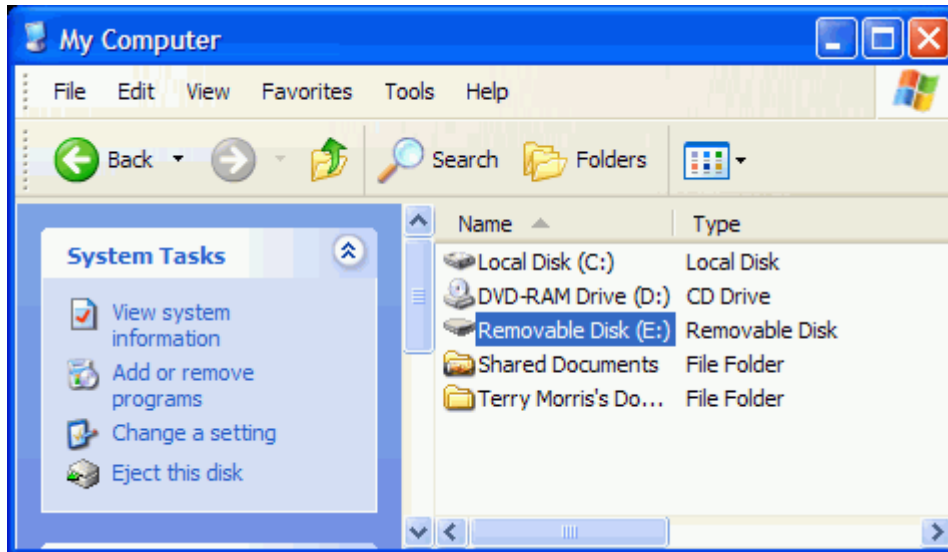 My Computer
File Edit View Favorites Tools Help
Back Search Folders
System Tasks
View system
information
Add or remove
programs
Change a setting
Eject this disk
Name Type
Local Disk (C:) Local Disk
DVD-RAM Drive (D:) CD Drive
Removable Disk (E:) Removable Disk
Shared Documents File Folder
Terry Morris's Do... File Folder